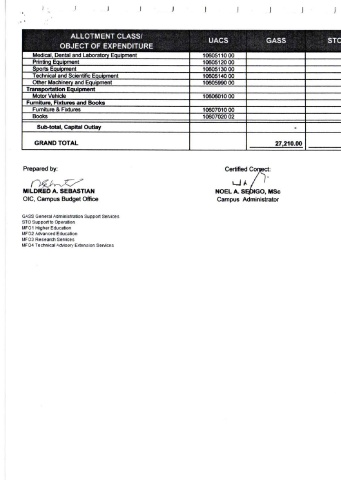 ALLOTMENT CLASS/ OBJECT OF EXPENDITURE UACS GASS STO
Medical, Dental and Laboratory Equipment 10605110 00
Printing Equipment 10605120 00
Sports Equipment 10605130 00
Technical and Scientific Equipment 10605140 00
Other Machinery and Equipment 10605990 00
Transportation Equipment
Motor Vehicle 10606010 00
Furniture, Fixtures and Books
Furniture & Fixtures 10607010 00
Books 10607020 02
Sub-total, Capital Outlay -
GRAND TOTAL 27,210.00
Prepared by: Certified Correct:
MILDRED A. SEBASTIAN NOEL A. SEDIGO, MSc
OIC, Campus Budget Office Campus Administrator
GASS General Administration Support Services
STO Support to Operation
MFO1 Higher Education
MFO2 Advanced Education
MFO3 Research Services
MFO4 Technical Advisory Extension Services